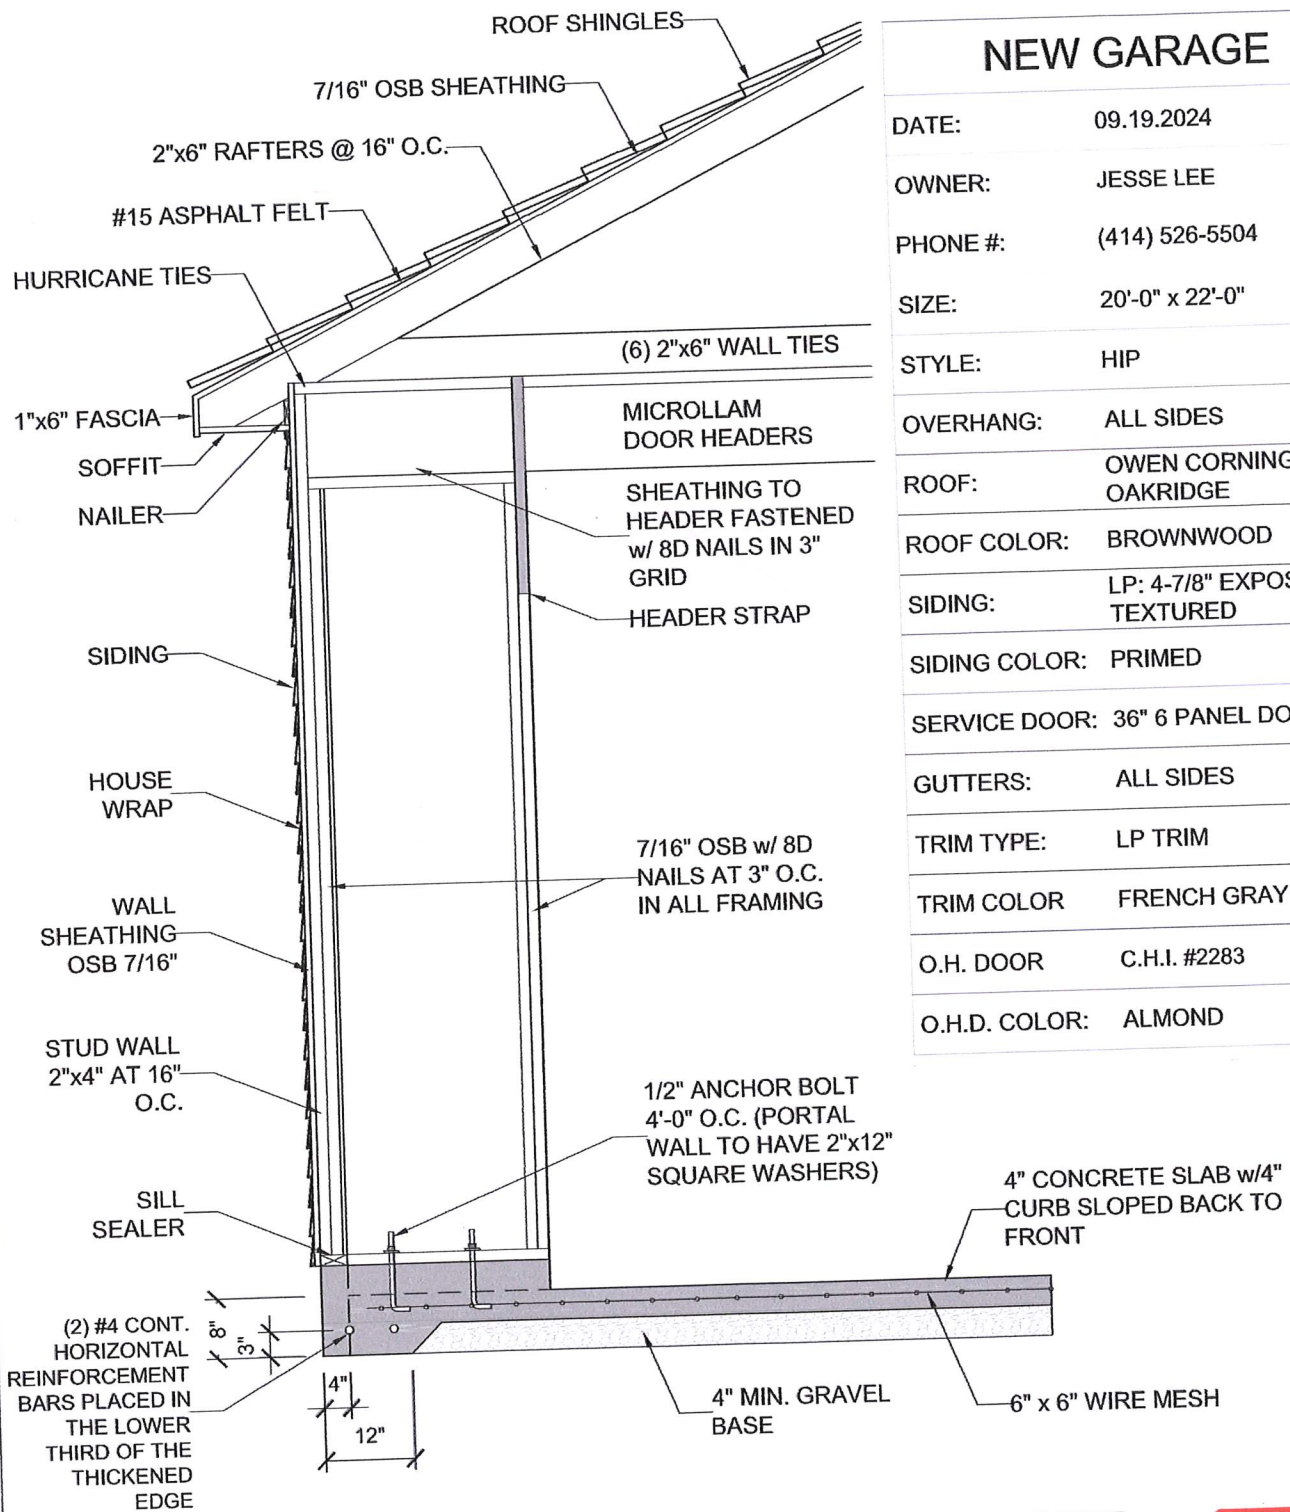 ROOF SHINGLES
7/16" OSB SHEATHING
2"x6" RAFTERS @ 16" O.C.
#15 ASPHALT FELT
HURRICANE TIES
1"x6" FASCIA
SOFFIT
NAILER
SIDING
HOUSE
WRAP
WALL
SHEATHING
OSB 7/16"
STUD WALL
2"x4" AT 16"
O.C.
SILL
SEALER
(2) #4 CONT.
HORIZONTAL
REINFORCEMENT
BARS PLACED IN
THE LOWER
THIRD OF THE
THICKENED
EDGE
8"
3"
4"
12"
(6) 2"x6" WALL TIES
MICROLLAM
DOOR HEADERS
SHEATHING TO
HEADER FASTENED
w/ 8D NAILS IN 3"
GRID
HEADER STRAP
7/16" OSB w/ 8D
NAILS AT 3" O.C.
IN ALL FRAMING
1/2" ANCHOR BOLT
4'-0" O.C. (PORTAL
WALL TO HAVE 2"x12"
SQUARE WASHERS)
4" CONCRETE SLAB w/4"
CURB SLOPED BACK TO
FRONT
4" MIN. GRAVEL
BASE
6" x 6" WIRE MESH
NEW GARAGE
DATE: 09.19.2024
OWNER: JESSE LEE
PHONE #: (414) 526-5504
SIZE: 20'-0" x 22'-0"
STYLE: HIP
OVERHANG: ALL SIDES
ROOF: OWEN CORNING
OAKRIDGE
ROOF COLOR: BROWNWOOD
SIDING: LP: 4-7/8" EXPOS
TEXTURED
SIDING COLOR: PRIMED
SERVICE DOOR: 36" 6 PANEL DO
GUTTERS: ALL SIDES
TRIM TYPE: LP TRIM
TRIM COLOR FRENCH GRAY
O.H. DOOR C.H.I. #2283
O.H.D. COLOR: ALMOND